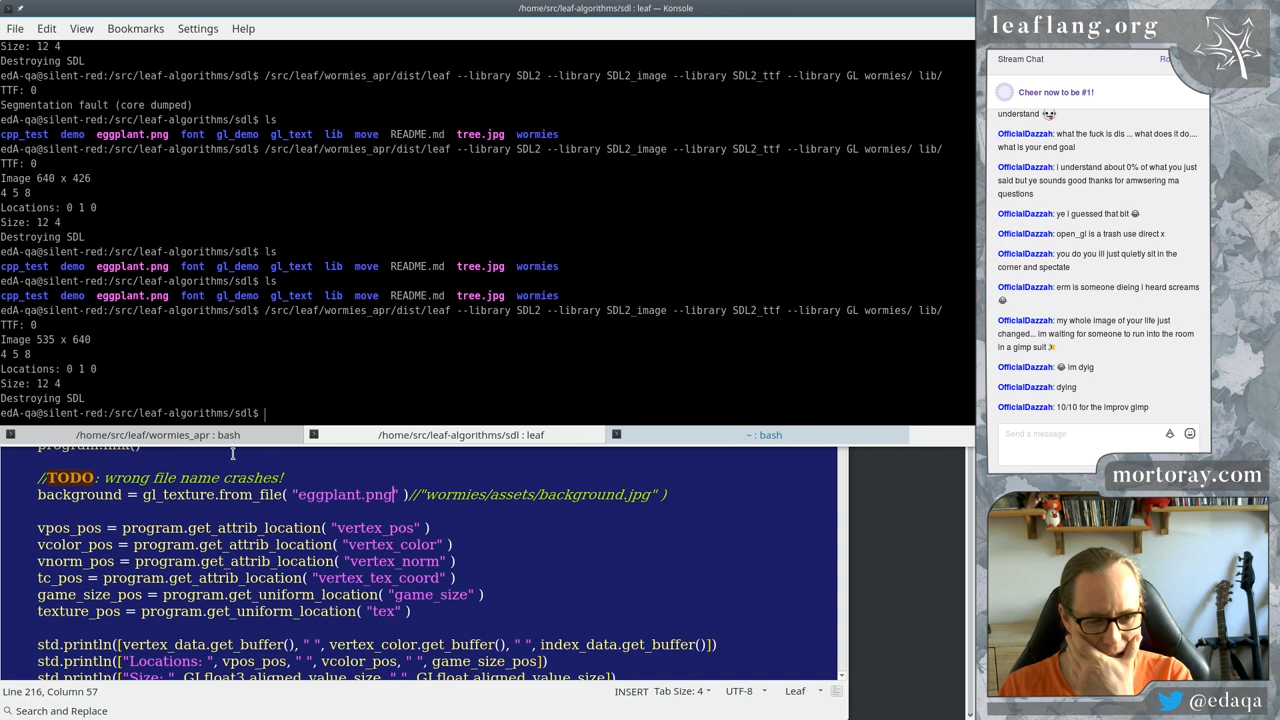 /home/src/leaf-algorithms/sdl : leaf — Konsole
File Edit View Bookmarks Settings Help
Size: 12 4
Destroying SDL
edA-qa@silent-red:/src/leaf-algorithms/sdl$ /src/leaf/wormies_apr/dist/leaf --library SDL2 --library SDL2_image --library SDL2_ttf --library GL wormies/ lib/
TTF: 0
Segmentation fault (core dumped)
edA-qa@silent-red:/src/leaf-algorithms/sdl$ ls
cpp_test demo eggplant.png font gl_demo gl_text lib move README.md tree.jpg wormies
edA-qa@silent-red:/src/leaf-algorithms/sdl$ /src/leaf/wormies_apr/dist/leaf --library SDL2 --library SDL2_image --library SDL2_ttf --library GL wormies/ lib/
TTF: 0
Image 640 x 426
4 5 8
Locations: 0 1 0
Size: 12 4
Destroying SDL
edA-qa@silent-red:/src/leaf-algorithms/sdl$ ls
cpp_test demo eggplant.png font gl_demo gl_text lib move README.md tree.jpg wormies
edA-qa@silent-red:/src/leaf-algorithms/sdl$ ls
cpp_test demo eggplant.png font gl_demo gl_text lib move README.md tree.jpg wormies
edA-qa@silent-red:/src/leaf-algorithms/sdl$ /src/leaf/wormies_apr/dist/leaf --library SDL2 --library SDL2_image --library SDL2_ttf --library GL wormies/ lib/
TTF: 0
Image 535 x 640
4 5 8
Locations: 0 1 0
Size: 12 4
Destroying SDL
edA-qa@silent-red:/src/leaf-algorithms/sdl$
/home/src/leaf/wormies_apr : bash
/home/src/leaf-algorithms/sdl : leaf
~ : bash
program.link()
//TODO: wrong file name crashes!
background = gl_texture.from_file( "eggplant.png" )//"wormies/assets/background.jpg" )
vpos_pos = program.get_attrib_location( "vertex_pos" )
vcolor_pos = program.get_attrib_location( "vertex_color" )
vnorm_pos = program.get_attrib_location( "vertex_norm" )
tc_pos = program.get_attrib_location( "vertex_tex_coord" )
game_size_pos = program.get_uniform_location( "game_size" )
texture_pos = program.get_uniform_location( "tex" )
std.println([vertex_data.get_buffer(), " ", vertex_color.get_buffer(), " ", index_data.get_buffer()])
std.println(["Locations: ", vpos_pos, " ", vcolor_pos, " ", game_size_pos])
std.println(["Size: ", GLfloat3.aligned_value_size, " ", GLfloat.aligned_value_size])
Line 216, Column 57
INSERT Tab Size: 4 UTF-8 Leaf
Search and Replace
leaflang.org
Stream Chat
Cheer now to be #1!
understand
OfficialDazzah: what the fuck is dis ... what does it do....
what is your end goal
OfficialDazzah: i understand about 0% of what you just
said but ye sounds good thanks for amwsering ma
questions
OfficialDazzah: ye i guessed that bit 😂
OfficialDazzah: open_gl is a trash use direct x
OfficialDazzah: you do you ill just quietly sit in the
corner and spectate
OfficialDazzah: erm is someone dieing i heard screams
😂
OfficialDazzah: my whole image of your life just
changed... im waiting for someone to run into the room
in a gimp suit
OfficialDazzah: 😂 im dyig
OfficialDazzah: dying
OfficialDazzah: 10/10 for the improv gimp
Send a message
mortoray.com
@edaqa